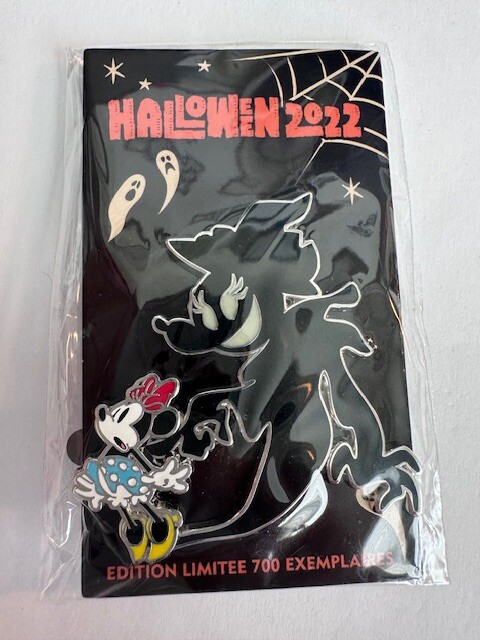 HALLOWEEN 2022
EDITION LIMITEE 700 EXEMPLAIRES